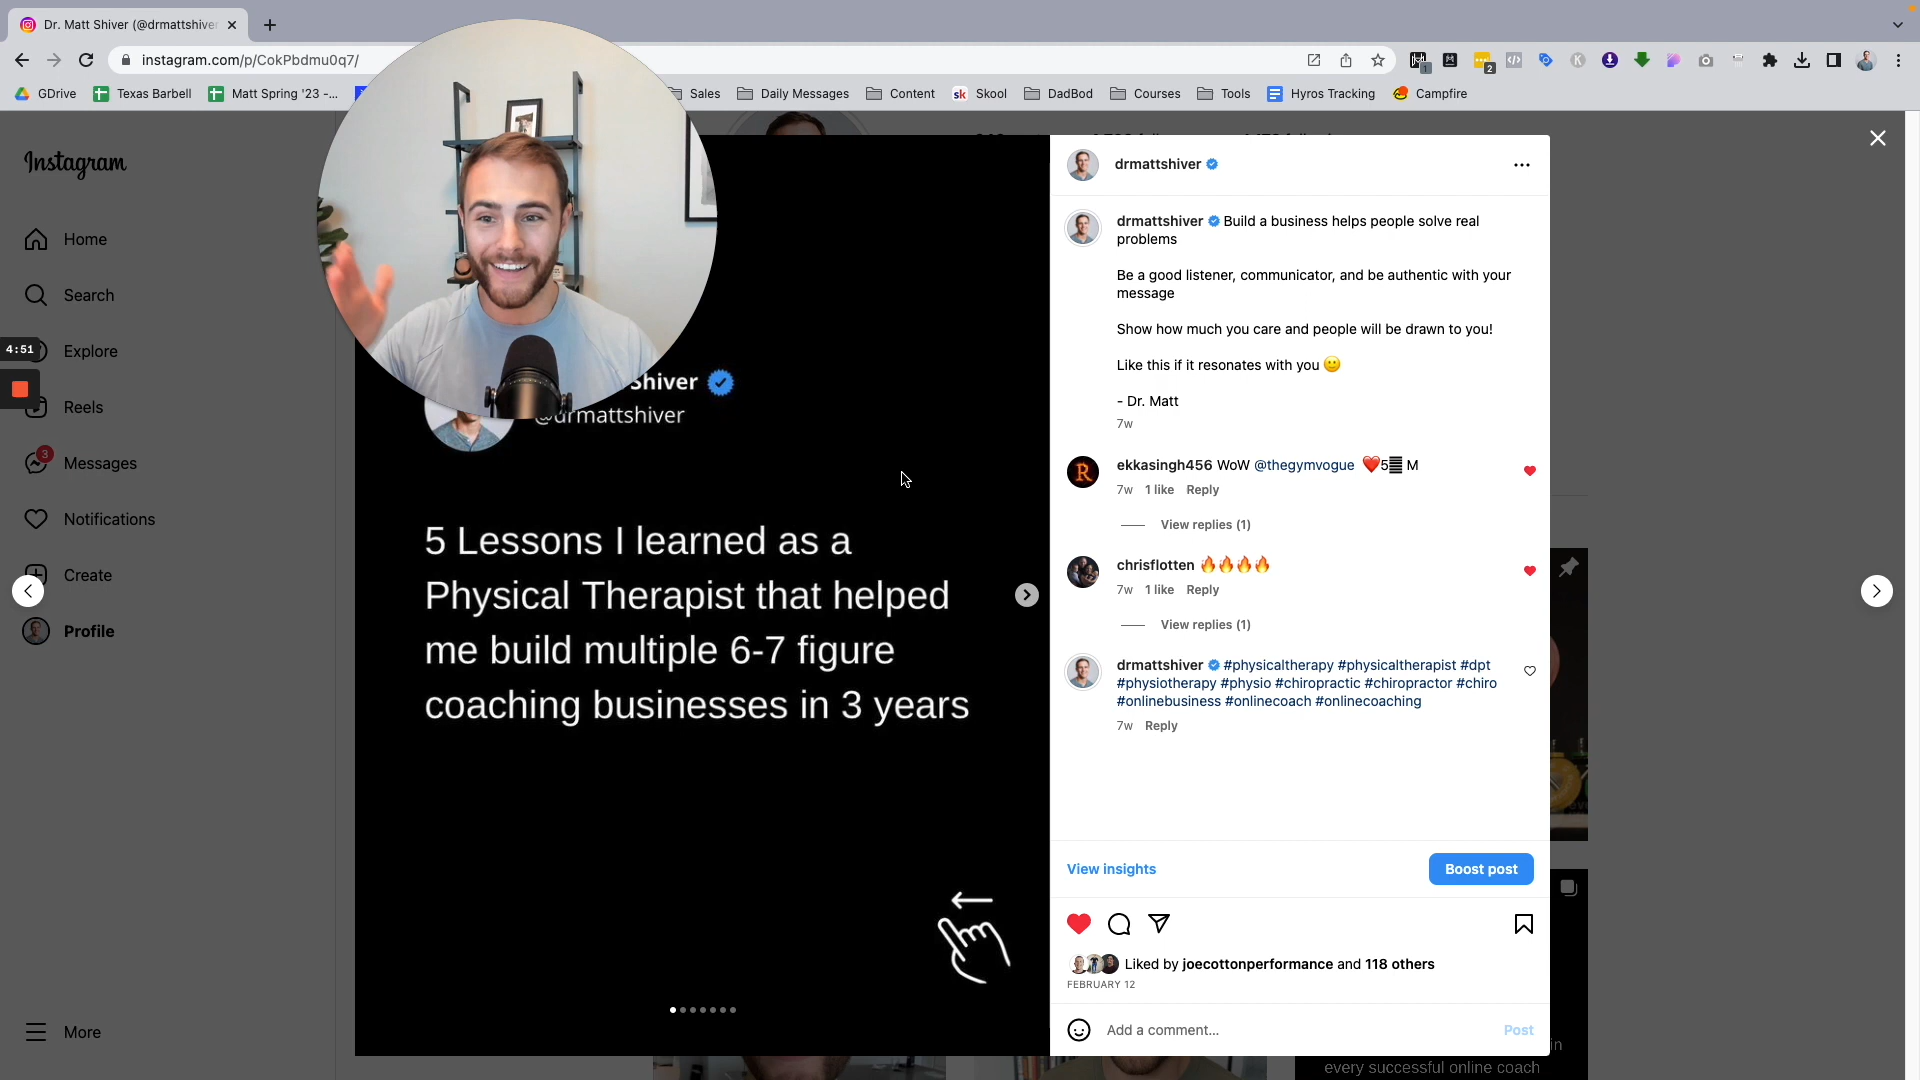 Dr. Matt Shiver (@drmattshiver
instagram.com/p/CokPbdmu0q7/
1
2
GDrive
Texas Barbell
Matt Spring '23 -...
Sales
Daily Messages
Content
sk Skool
DadBod
Courses
Tools
Hyros Tracking
Campfire
Instagram
Home
Search
4:51
Explore
Reels
3
Messages
Notifications
Create
Profile
More
Shiver
@drmattshiver
5 Lessons I learned as a
Physical Therapist that helped
me build multiple 6-7 figure
coaching businesses in 3 years
drmattshiver
drmattshiver Build a business helps people solve real
problems
Be a good listener, communicator, and be authentic with your
message
Show how much you care and people will be drawn to you!
Like this if it resonates with you 🙂
- Dr. Matt
7w
R
ekkasingh456 WoW @thegymvogue ❤️5 M
7w 1 like Reply
View replies (1)
chrisflotten 🔥🔥🔥🔥
7w 1 like Reply
View replies (1)
drmattshiver #physicaltherapy #physicaltherapist #dpt
#physiotherapy #physio #chiropractic #chiropractor #chiro
#onlinebusiness #onlinecoach #onlinecoaching
7w Reply
View insights
Boost post
Liked by joecottonperformance and 118 others
FEBRUARY 12
Add a comment...
Post
in
every successful online coach